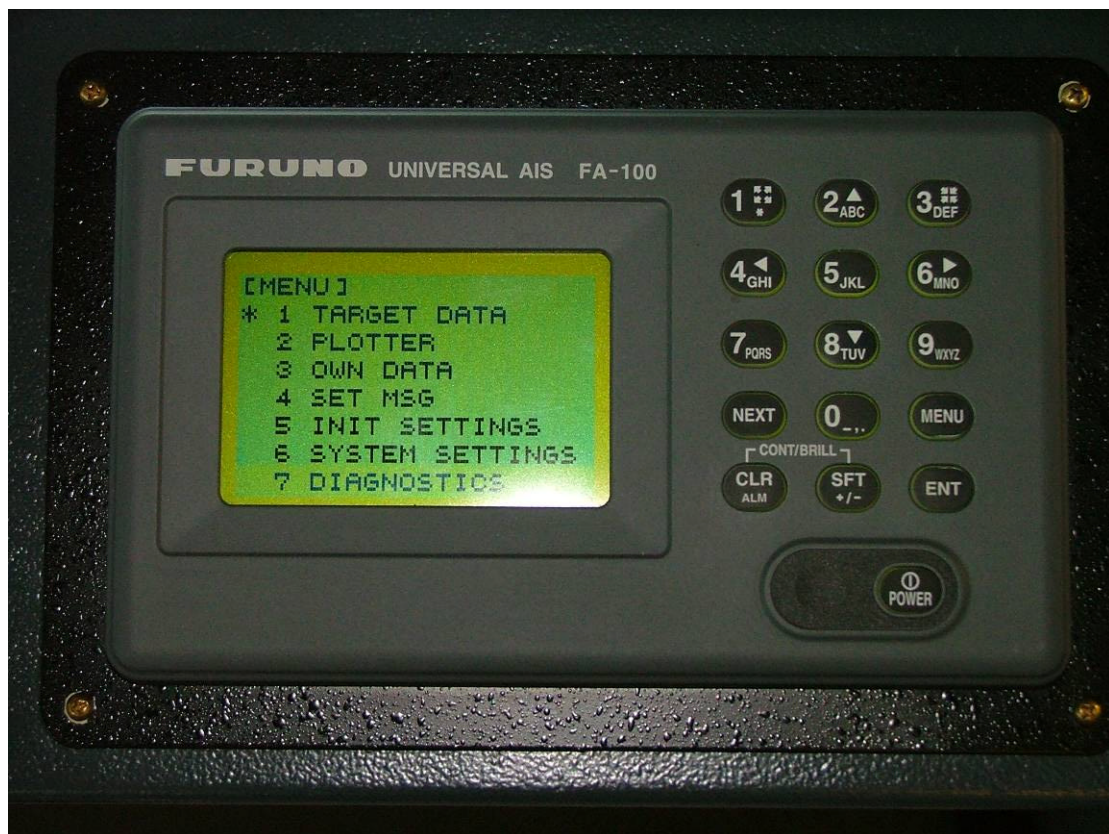 FURUNO UNIVERSAL AIS FA-100
[MENU]
* 1 TARGET DATA
2 PLOTTER
3 OWN DATA
4 SET MSG
5 INIT SETTINGS
6 SYSTEM SETTINGS
7 DIAGNOSTICS
1
2 ABC
3 DEF
4 GHI
5 JKL
6 MNO
7 PQRS
8 TUV
9 WXYZ
NEXT
0 _,.
MENU
CONT/BRILL
CLR ALM
SFT +/-
ENT
POWER